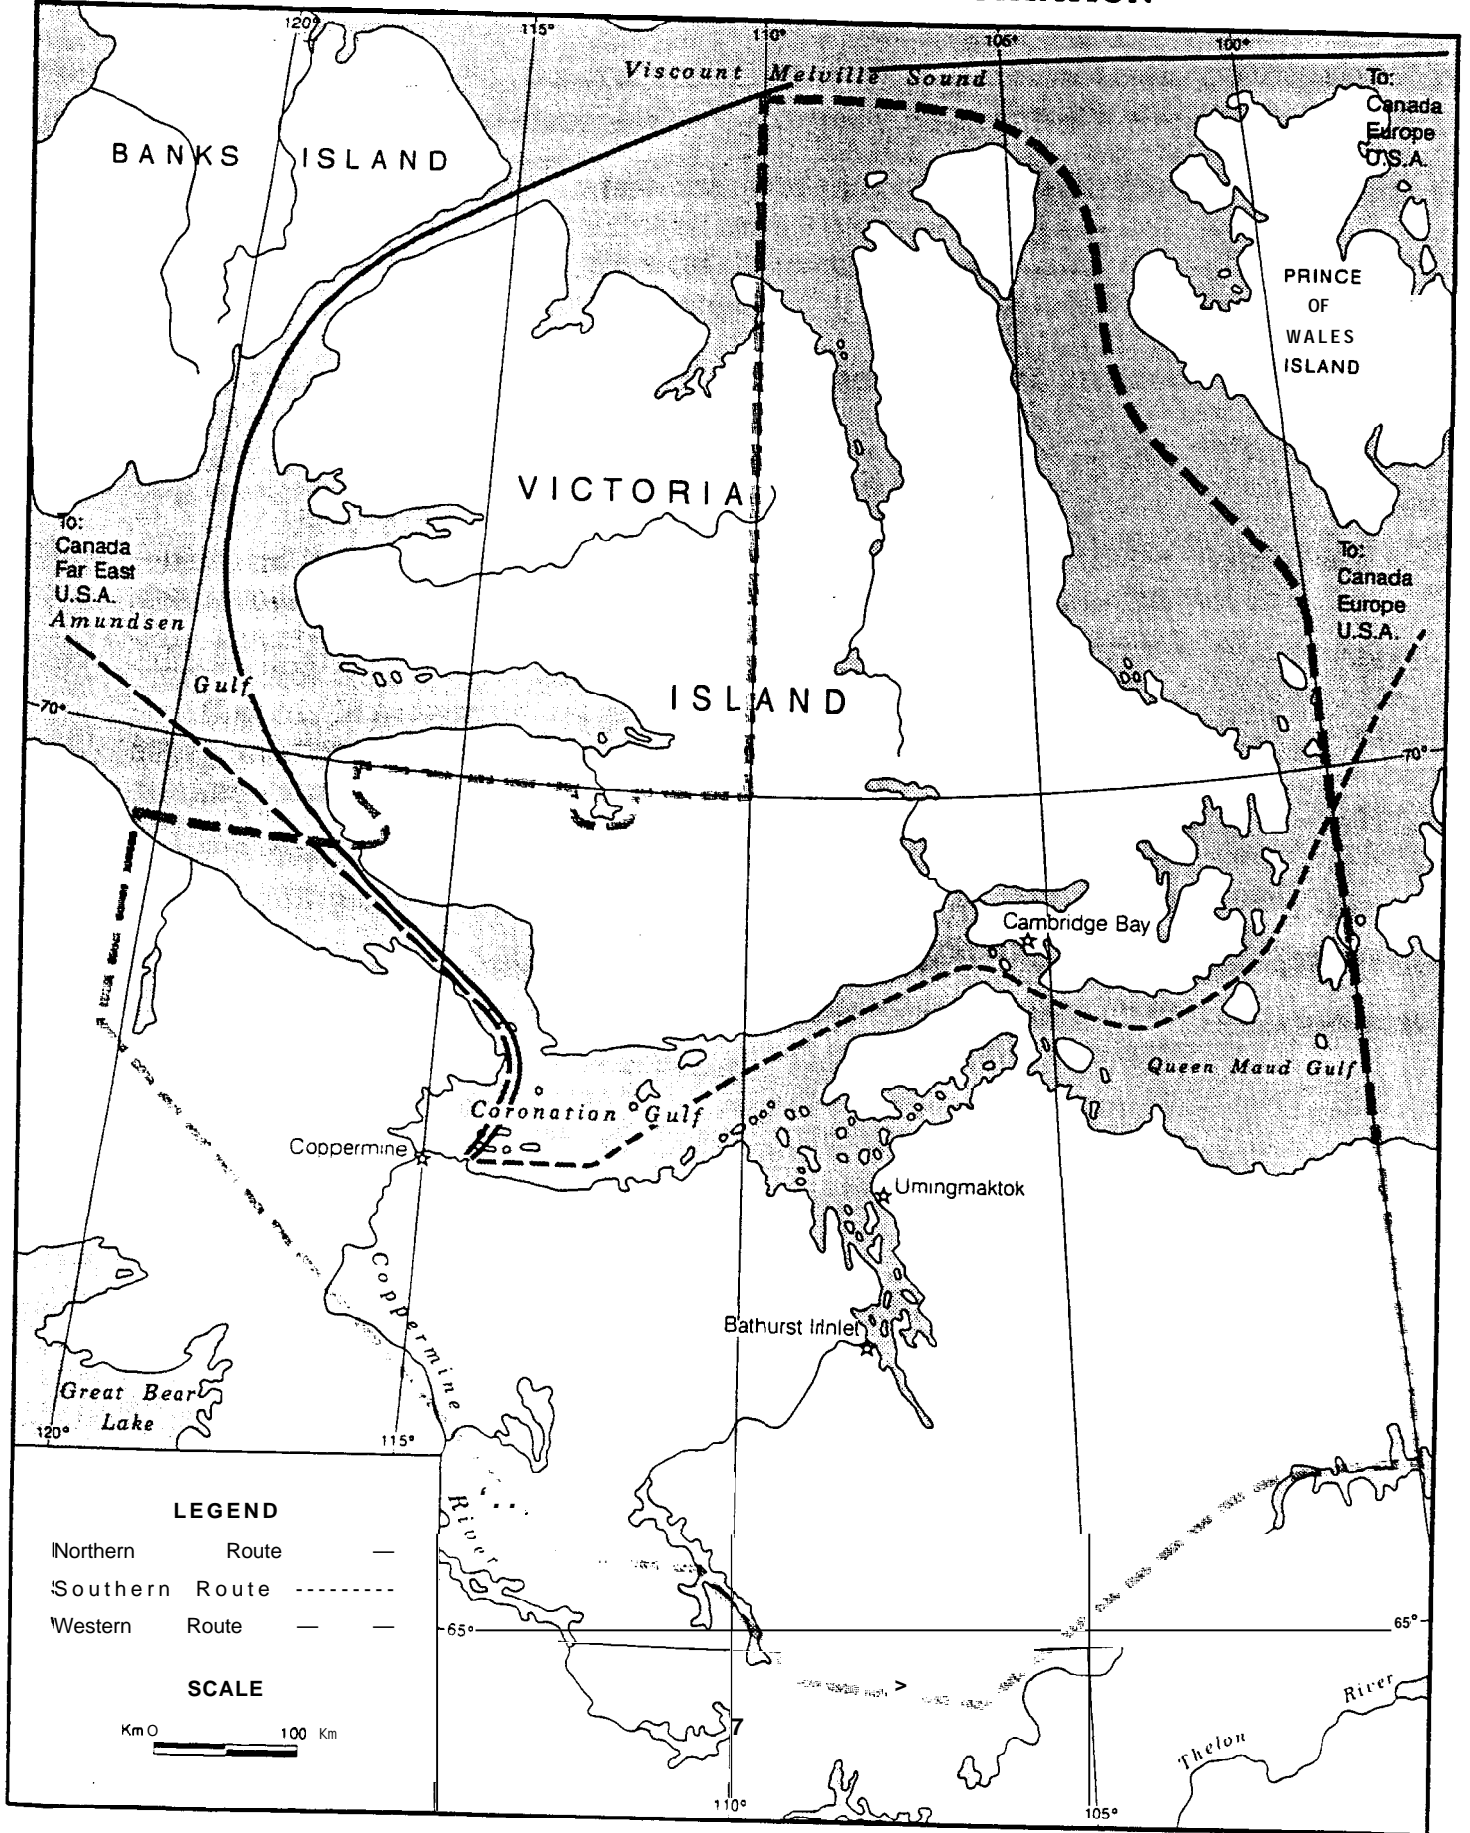 120°
115°
110°
105°
100°
Viscount Melville Sound
To:
Canada
Europe
U.S.A.
BANKS ISLAND
PRINCE
OF
WALES
ISLAND
VICTORIA
To:
Canada
Far East
U.S.A.
Amundsen
To:
Canada
Europe
U.S.A.
Gulf
ISLAND
70°
70°
Cambridge Bay
Queen Maud Gulf
Coronation Gulf
Coppermine
Umingmaktok
Coppermine
Bathurst Irinlet
Great Bear
Lake
120°
115°
River
LEGEND
Northern Route —
Southern Route ---------
Western Route — —
65°
65°
SCALE
Km 0 100 Km
>
7
River
Thelon
110°
105°